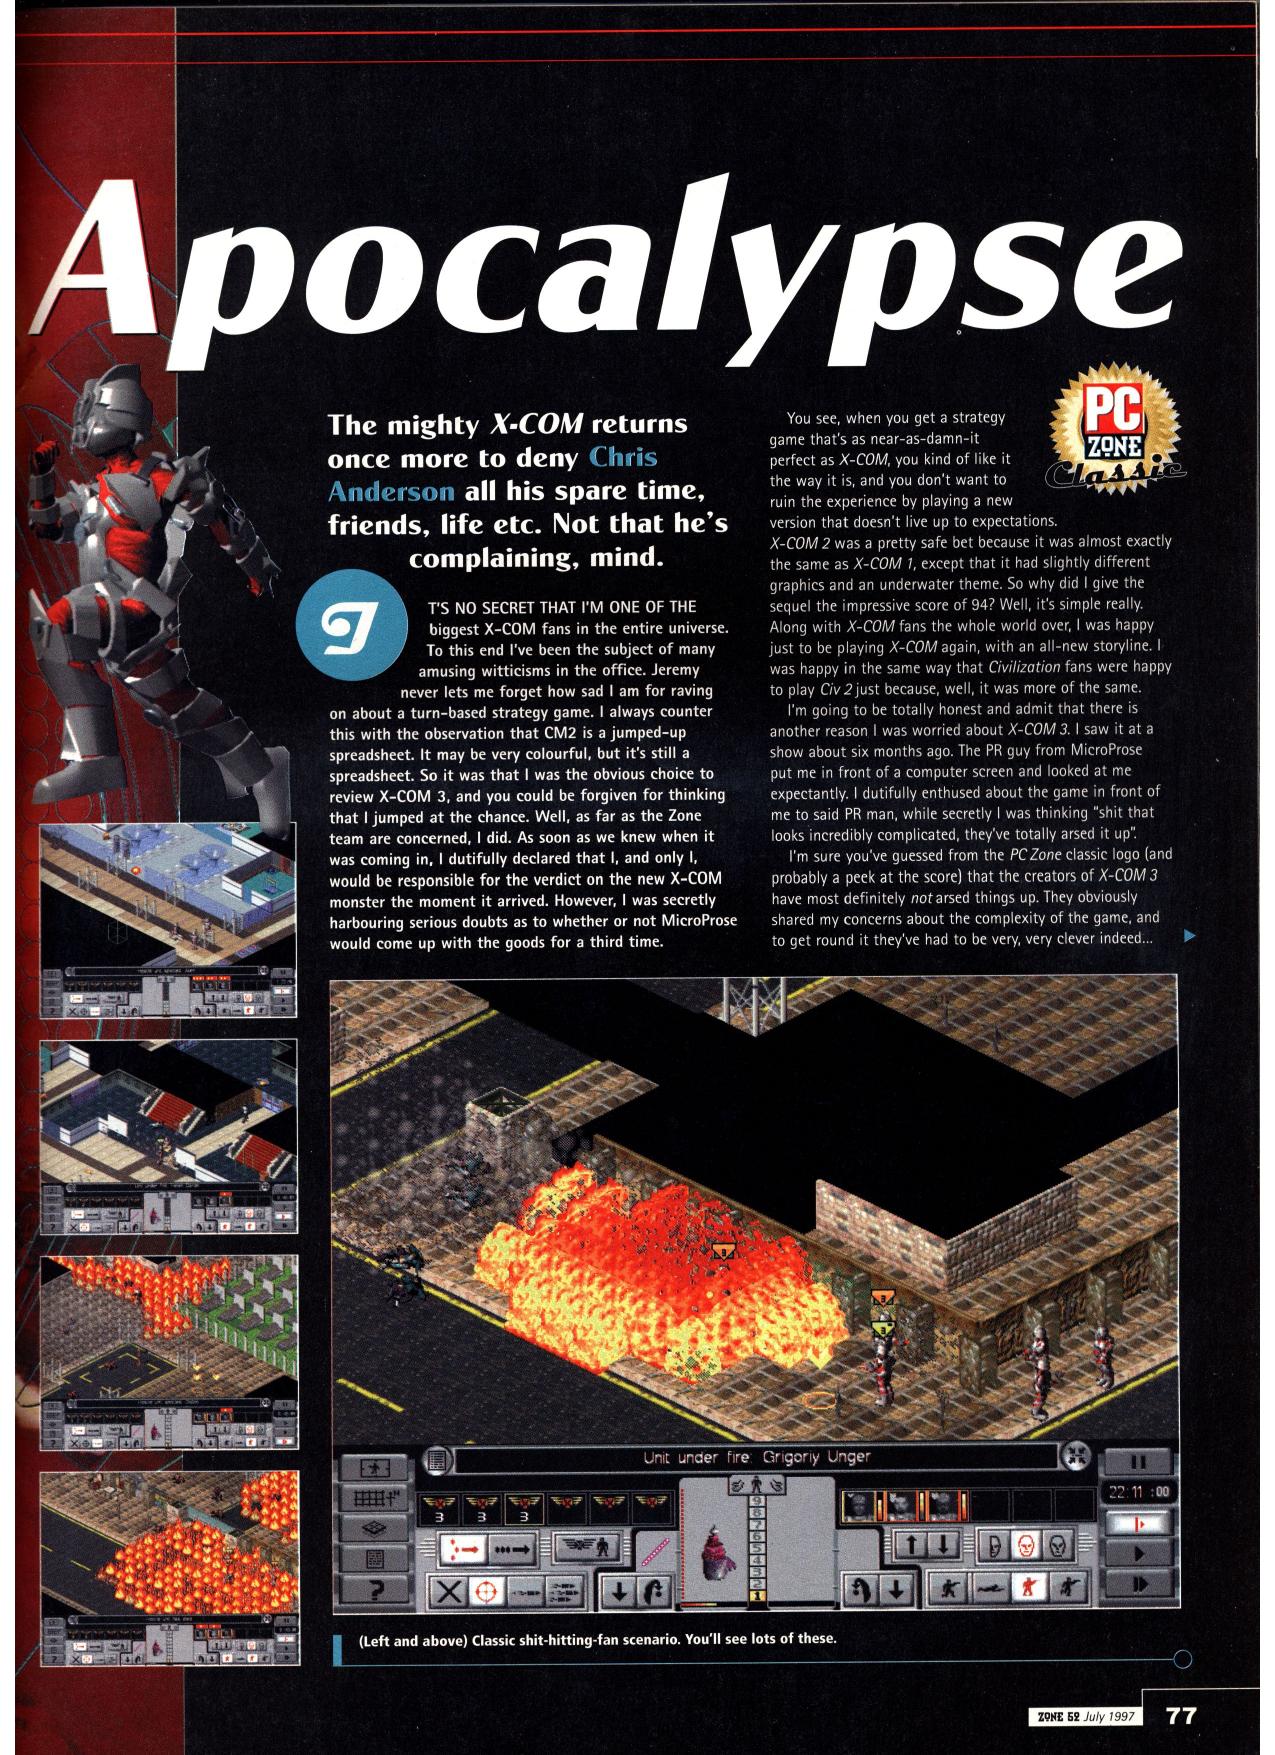 Apocalypse
The mighty X-COM returns
once more to deny Chris
Anderson all his spare time,
friends, life etc. Not that he's
complaining, mind.
IT'S NO SECRET THAT I'M ONE OF THE
biggest X-COM fans in the entire universe.
To this end I've been the subject of many
amusing witticisms in the office. Jeremy
never lets me forget how sad I am for raving
on about a turn-based strategy game. I always counter
this with the observation that CM2 is a jumped-up
spreadsheet. It may be very colourful, but it's still a
spreadsheet. So it was that I was the obvious choice to
review X-COM 3, and you could be forgiven for thinking
that I jumped at the chance. Well, as far as the Zone
team are concerned, I did. As soon as we knew when it
was coming in, I dutifully declared that I, and only I,
would be responsible for the verdict on the new X-COM
monster the moment it arrived. However, I was secretly
harbouring serious doubts as to whether or not MicroProse
would come up with the goods for a third time.
You see, when you get a strategy
game that's as near-as-damn-it
perfect as X-COM, you kind of like it
the way it is, and you don't want to
ruin the experience by playing a new
version that doesn't live up to expectations.
X-COM 2 was a pretty safe bet because it was almost exactly
the same as X-COM 1, except that it had slightly different
graphics and an underwater theme. So why did I give the
sequel the impressive score of 94? Well, it's simple really.
Along with X-COM fans the whole world over, I was happy
just to be playing X-COM again, with an all-new storyline. I
was happy in the same way that Civilization fans were happy
to play Civ 2 just because, well, it was more of the same.
I'm going to be totally honest and admit that there is
another reason I was worried about X-COM 3. I saw it at a
show about six months ago. The PR guy from MicroProse
put me in front of a computer screen and looked at me
expectantly. I dutifully enthused about the game in front of
me to said PR man, while secretly I was thinking "shit that
looks incredibly complicated, they've totally arsed it up".
I'm sure you've guessed from the PC Zone classic logo (and
probably a peek at the score) that the creators of X-COM 3
have most definitely not arsed things up. They obviously
shared my concerns about the complexity of the game, and
to get round it they've had to be very, very clever indeed...
PC
ZONE
Classic
3
3
3
Unit under fire: Grigoriy Unger
22:11 :00
3 3 3
9
8
7
6
5
4
3
2
1
?
(Left and above) Classic shit-hitting-fan scenario. You'll see lots of these.
ZONE 52 July 1997 77